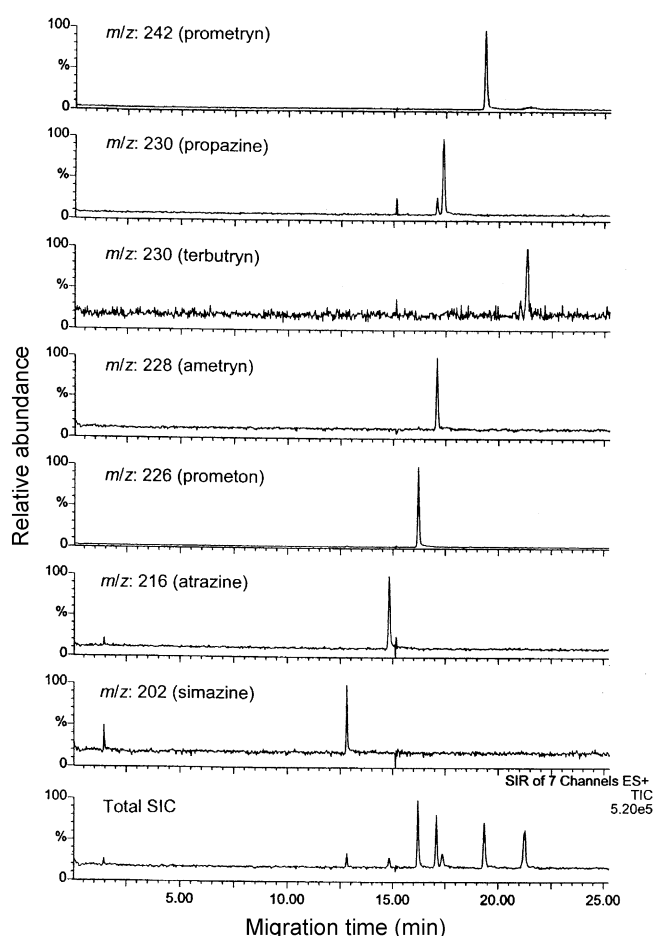 100
m/z: 242 (prometryn)
%
0
100
m/z: 230 (propazine)
%
0
100
m/z: 230 (terbutryn)
%
0
100
m/z: 228 (ametryn)
%
0
100
m/z: 226 (prometon)
%
0
100
m/z: 216 (atrazine)
%
0
100
m/z: 202 (simazine)
%
0
SIR of 7 Channels ES+
TIC
5.20e5
100
Total SIC
%
0
5.00 10.00 15.00 20.00 25.00
Migration time (min)
Relative abundance